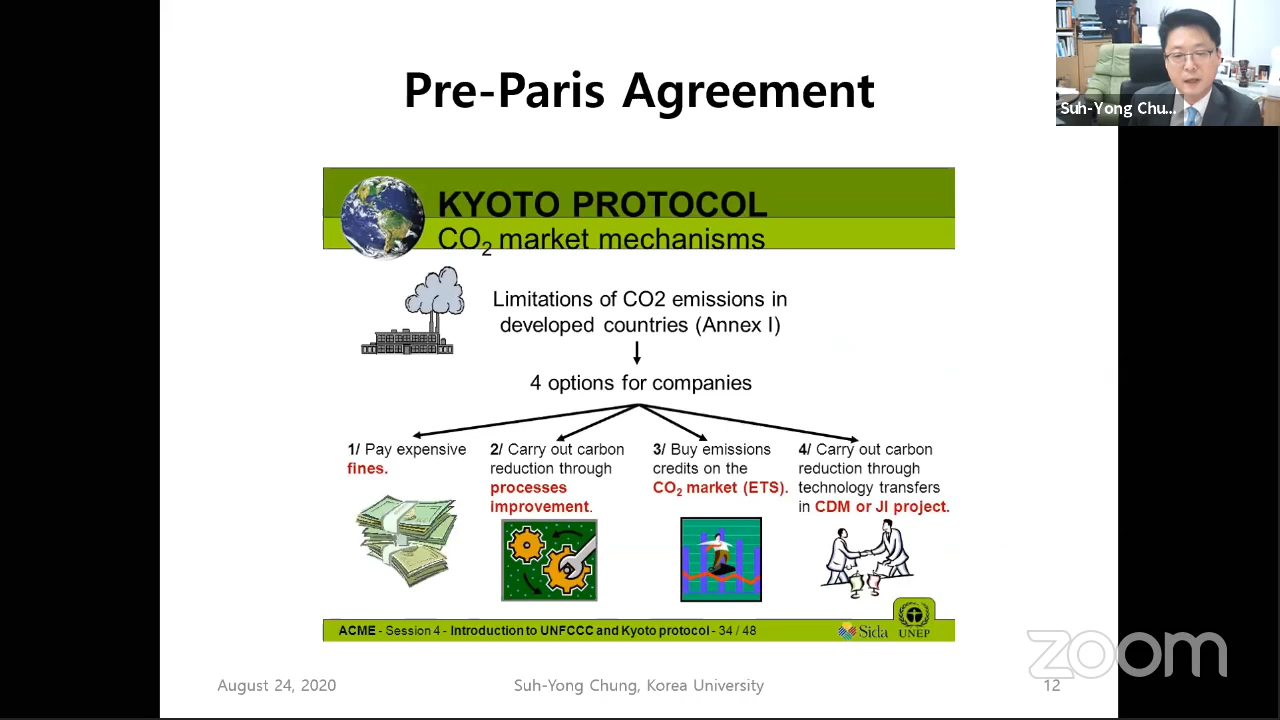 Pre-Paris Agreement
Suh-Yong Chu...
KYOTO PROTOCOL
CO2 market mechanisms
Limitations of CO2 emissions in
developed countries (Annex I)
4 options for companies
1/ Pay expensive
fines.
2/ Carry out carbon
reduction through
processes
improvement.
3/ Buy emissions
credits on the
CO2 market (ETS).
4/ Carry out carbon
reduction through
technology transfers
in CDM or JI project.
ACME - Session 4 - Introduction to UNFCCC and Kyoto protocol - 34 / 48
Sida
UNEP
zoom
August 24, 2020
Suh-Yong Chung, Korea University
12